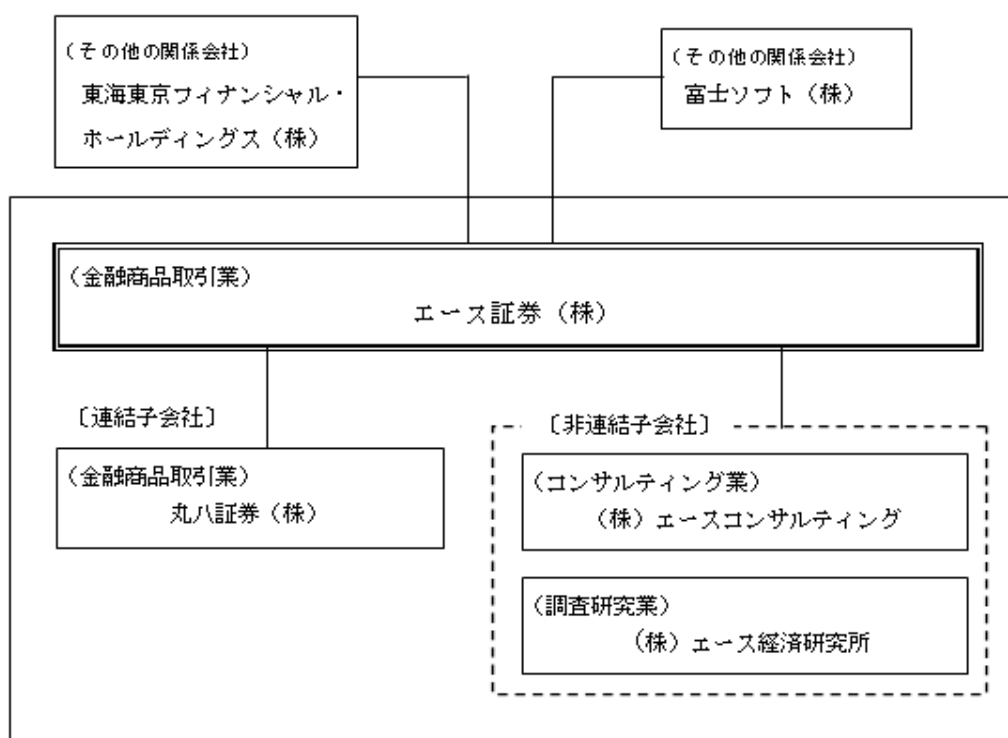 （その他の関係会社）
東海東京フィナンシャル・
ホールディングス（株）
（その他の関係会社）
富士ソフト（株）
（金融商品取引業）
エース証券（株）
〔連結子会社〕
（金融商品取引業）
丸八証券（株）
〔非連結子会社〕
（コンサルティング業）
（株）エースコンサルティング
（調査研究業）
（株）エース経済研究所